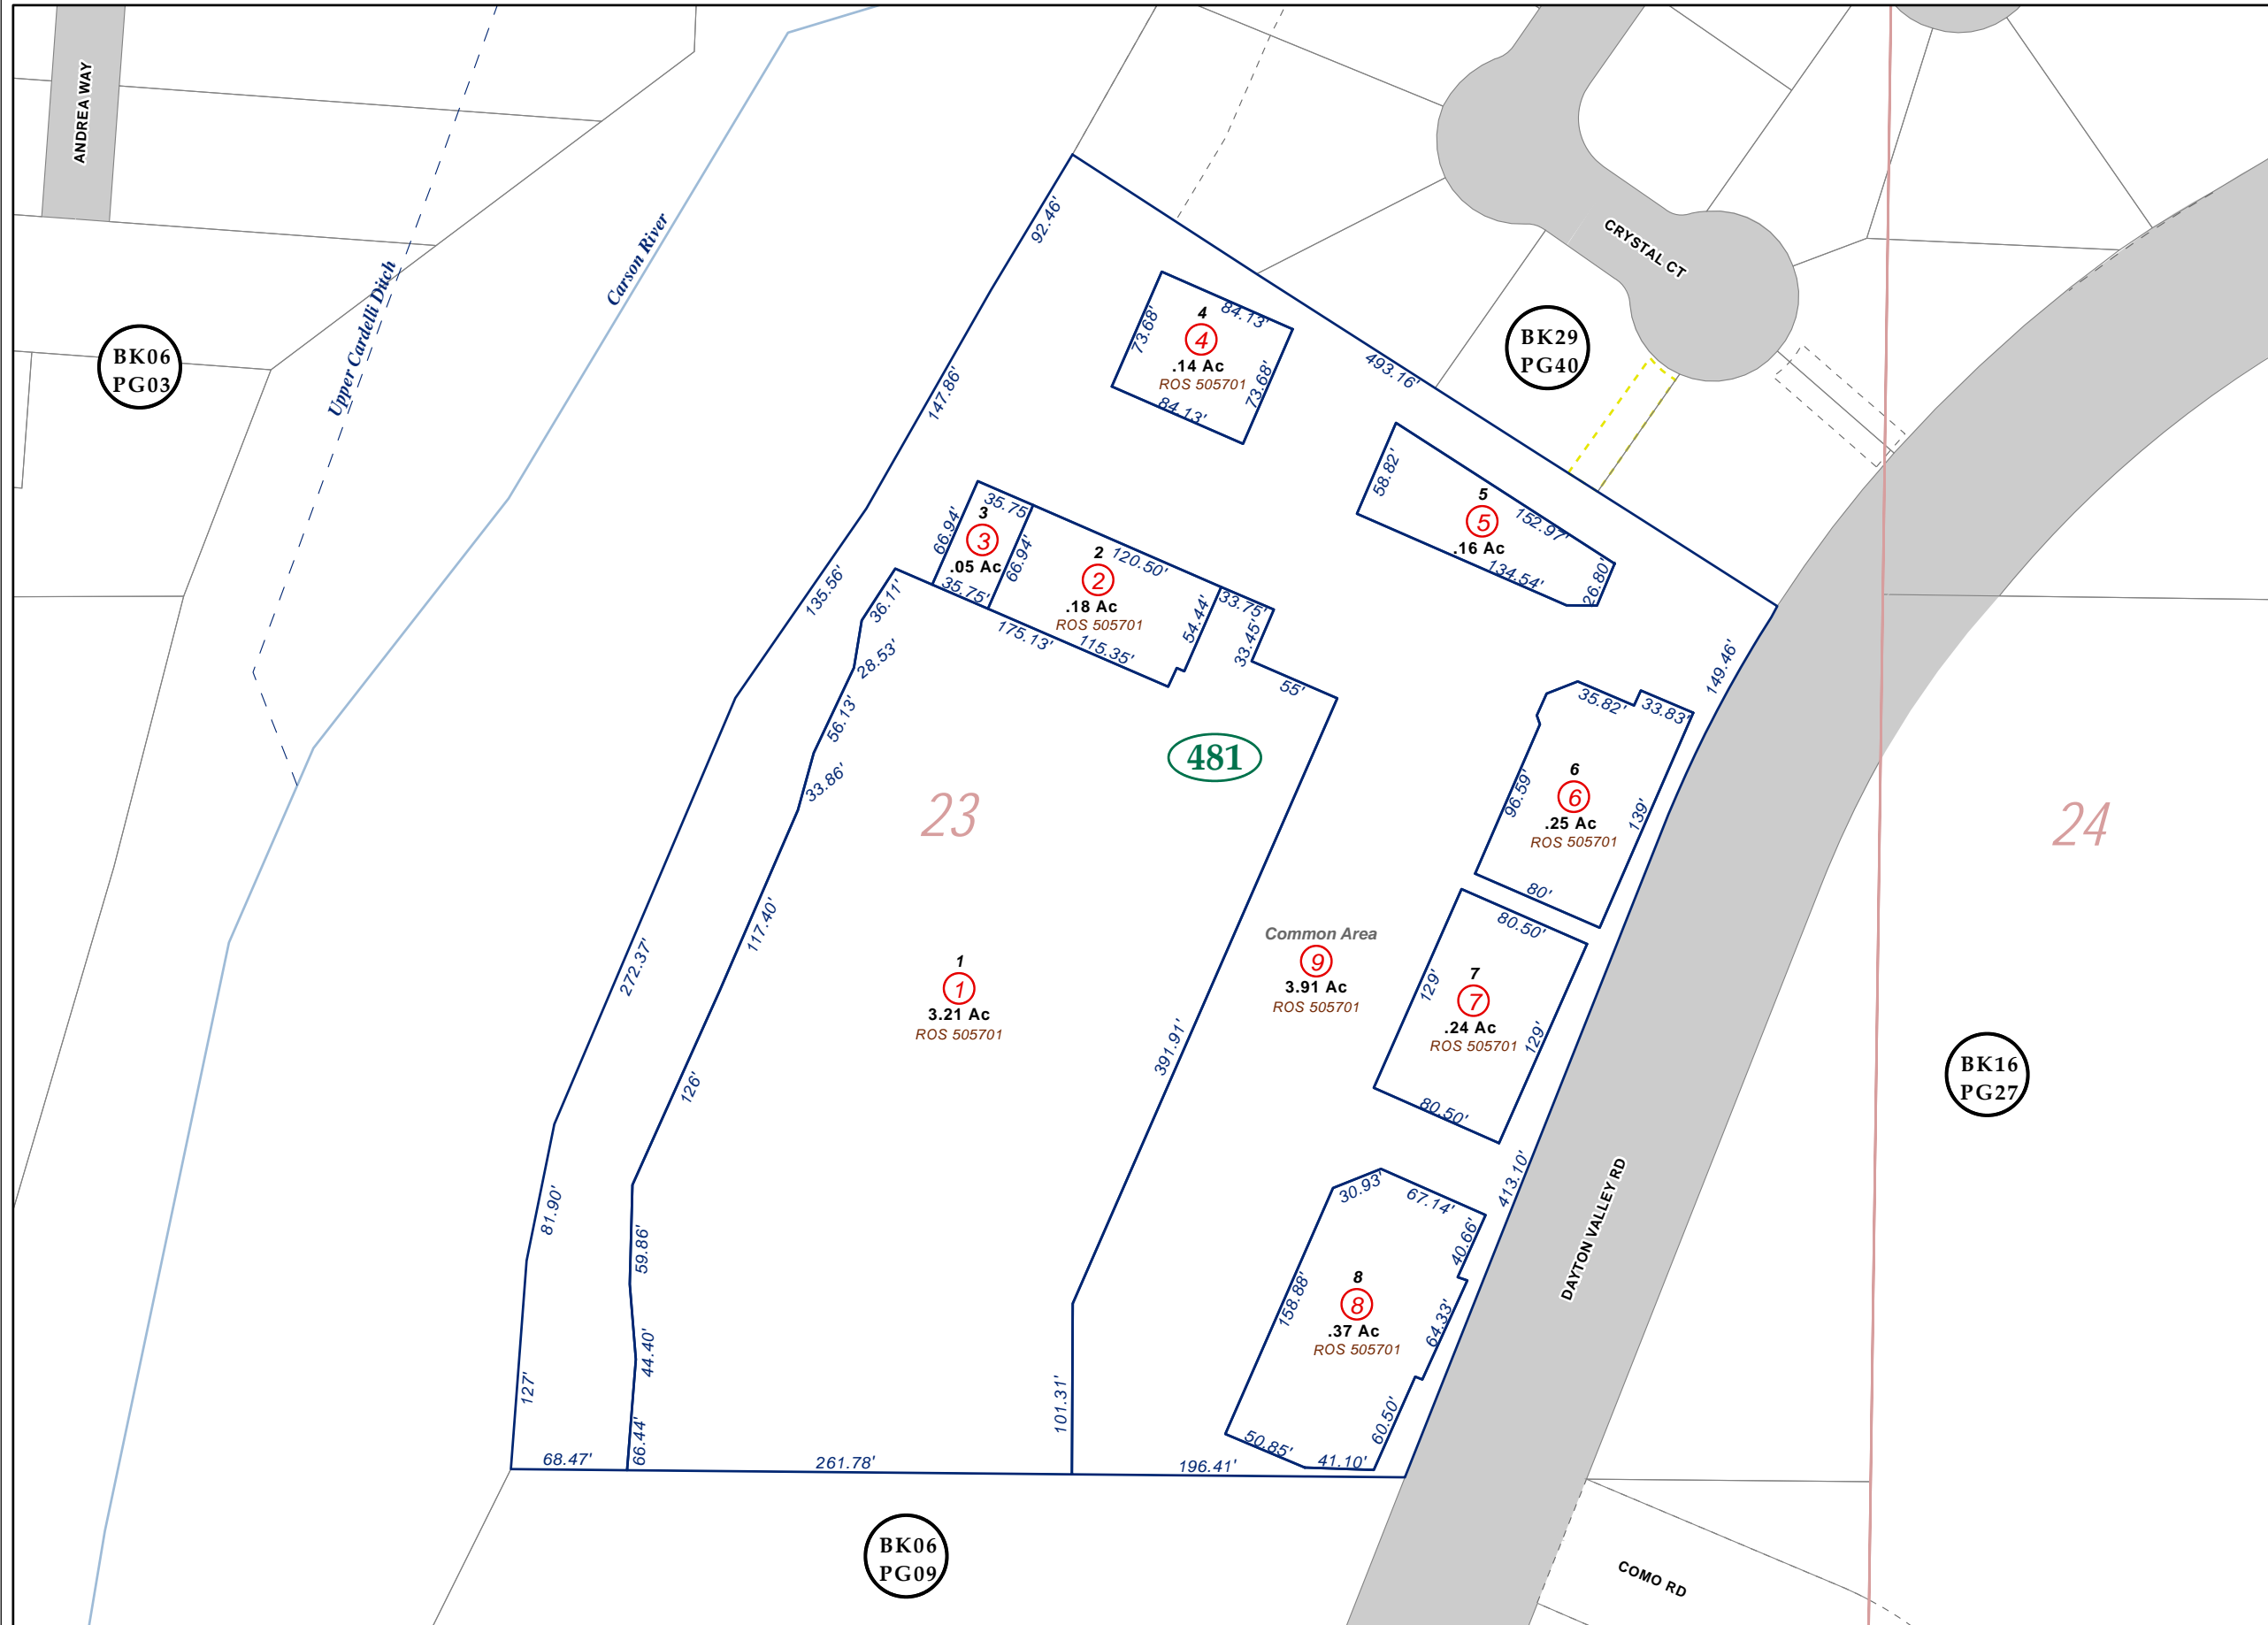 ANDREA WAY
Upper Cardelli Ditch
Carson River
CRYSTAL CT
BK06
PG03
BK29
PG40
92.46'
147.86'
493.16'
4
84.13'
73.68'
4
.14 Ac
ROS 505701
73.68'
84.13'
58.82'
5
5
152.97'
.16 Ac
134.54'
26.80'
35.75'
3
66.94'
3
.05 Ac
66.94'
35.75'
2
120.50'
2
.18 Ac
ROS 505701
54.44'
33.75'
33.45'
55'
175.13'
115.35'
135.56'
36.11'
28.53'
56.13'
33.86'
149.46'
35.82'
33.83'
481
6
6
.25 Ac
ROS 505701
96.59'
139'
80'
23
24
117.40'
272.37'
Common Area
9
3.91 Ac
ROS 505701
80.50'
129'
7
7
.24 Ac
ROS 505701
129'
80.50'
1
1
3.21 Ac
ROS 505701
391.91'
126'
BK16
PG27
81.90'
59.86'
413.10'
DAYTON VALLEY RD
30.93'
67.14'
40.66'
158.88'
8
8
.37 Ac
ROS 505701
64.33'
60.50'
50.85'
41.10'
127'
44.40'
66.44'
101.31'
68.47'
261.78'
196.41'
BK06
PG09
COMO RD